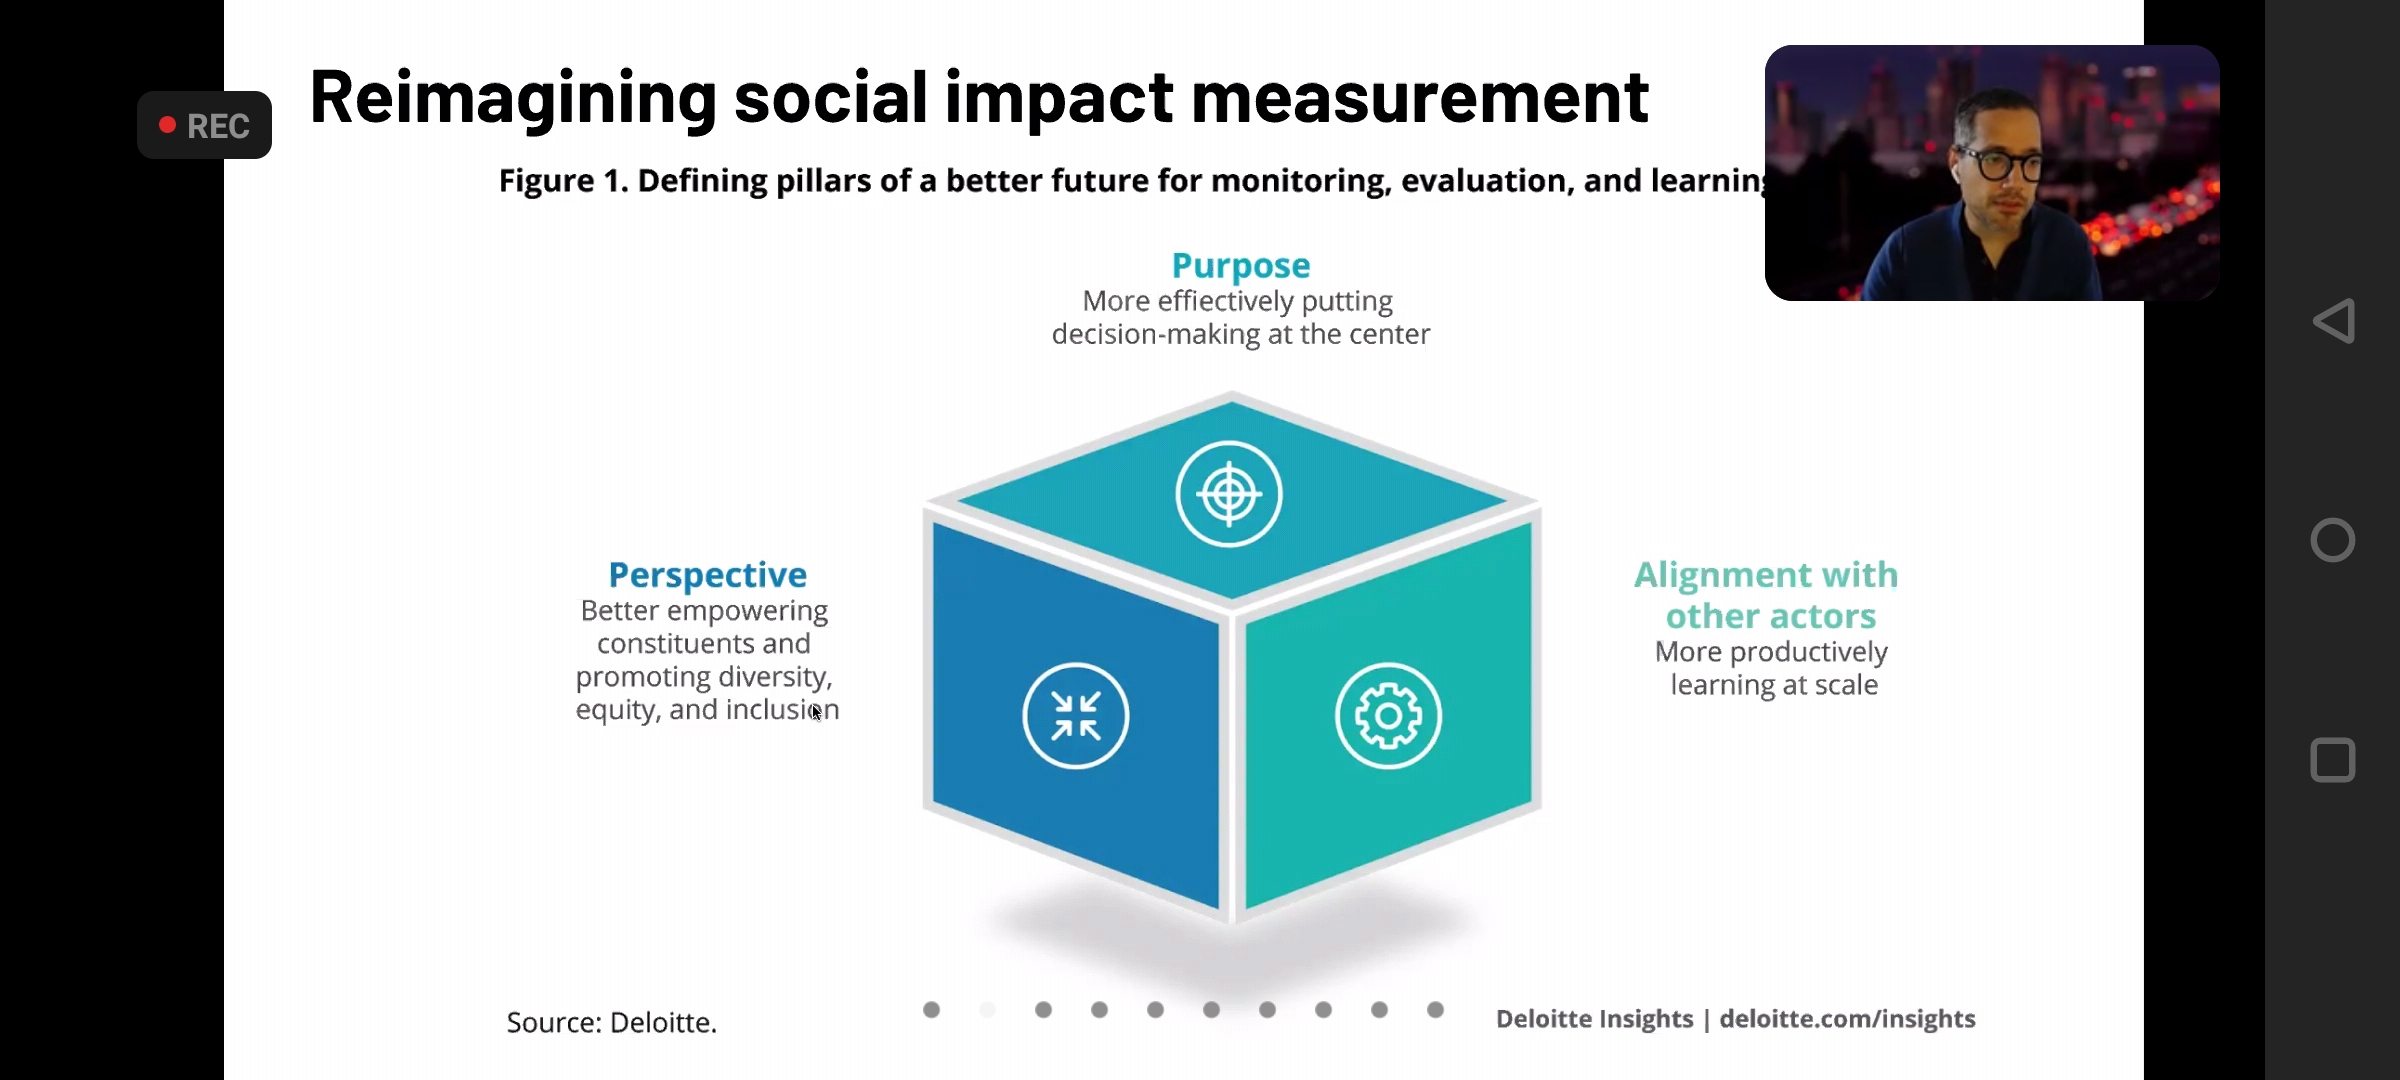 REC
Reimagining social impact measurement
Figure 1. Defining pillars of a better future for monitoring, evaluation, and learning
Purpose
More effiectively putting
decision-making at the center
Perspective
Better empowering
constituents and
promoting diversity,
equity, and inclusion
Alignment with
other actors
More productively
learning at scale
Source: Deloitte.
Deloitte Insights | deloitte.com/insights